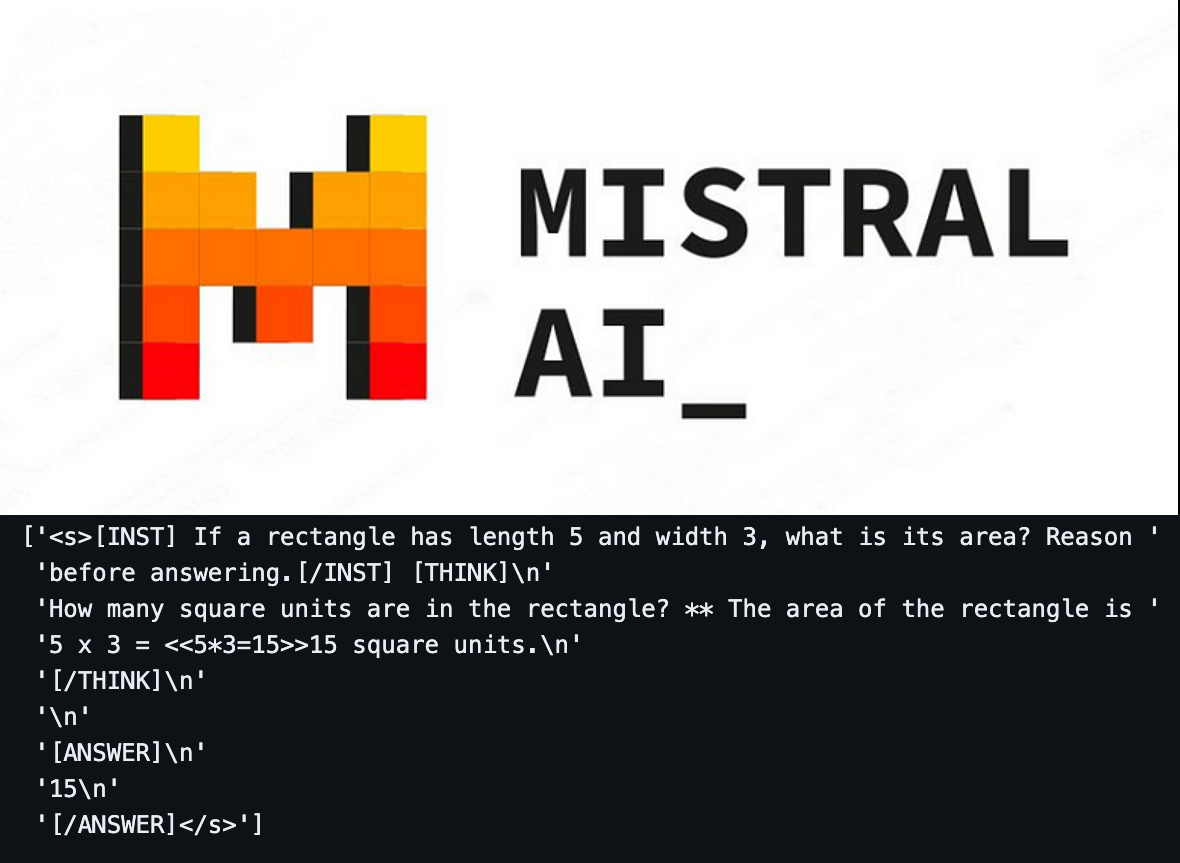 MISTRAL
AI_
['<s>[INST] If a rectangle has length 5 and width 3, what is its area? Reason '
'before answering.[/INST] [THINK]\n'
'How many square units are in the rectangle? ** The area of the rectangle is '
'5 x 3 = <<5*3=15>>15 square units.\n'
'[/THINK]\n'
'\n'
'[ANSWER]\n'
'15\n'
'[/ANSWER]</s>']